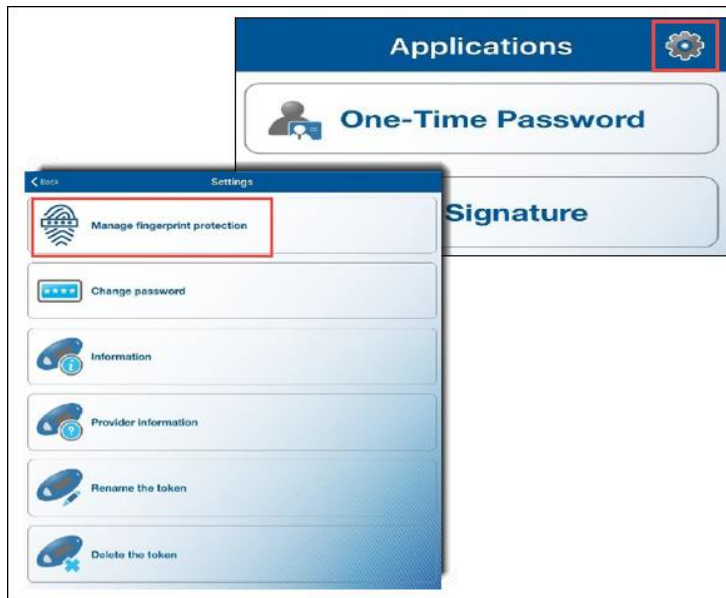 Applications
One-Time Password
Signature
Back
Settings
Manage fingerprint protection
Change password
Information
Provider information
Rename the token
Delete the token